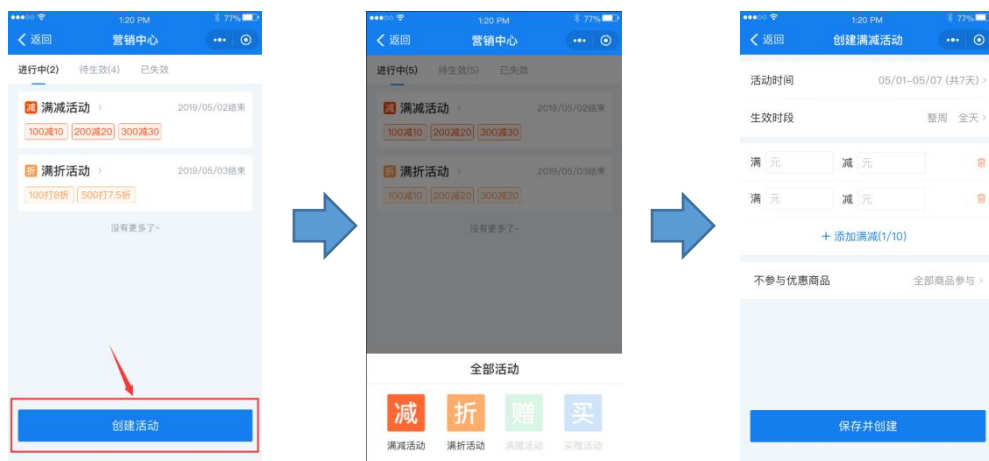 1:20 PM 77%
返回 营销中心
进行中(2) 待生效(4) 已失效
减 满减活动 2019/05/02结束
100减10 200减20 300减30
折 满折活动 2019/05/03结束
100打8折 500打7.5折
没有更多了~
创建活动
1:20 PM 77%
返回 营销中心
进行中(5) 待生效(5) 已失效
减 满减活动 2019/05/02结束
100减10 200减20 300减30
折 满折活动 2019/05/03结束
100减10 200减20 300减30
没有更多了~
全部活动
减 折 赠 买
满减活动 满折活动 满赠活动 买赠活动
1:20 PM 77%
返回 创建满减活动
活动时间 05/01-05/07 (共7天)
生效时段 整周 全天
满 元 减 元
满 元 减 元
+ 添加满减(1/10)
不参与优惠商品 全部商品参与
保存并创建